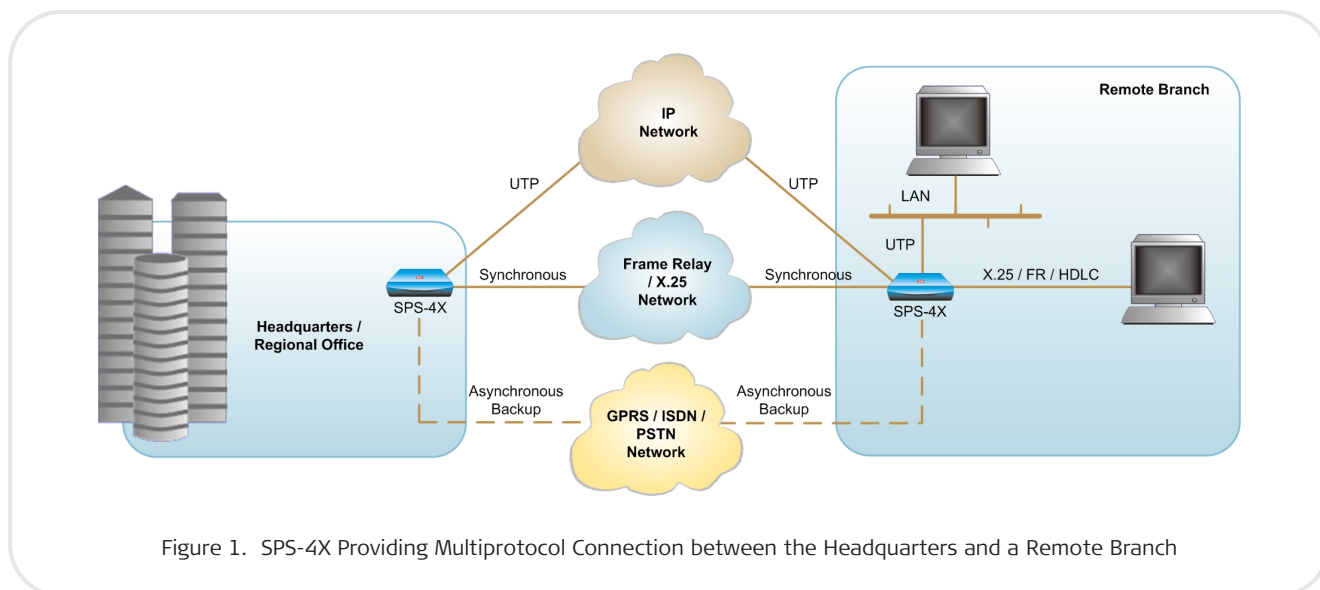 Remote Branch
IP
Network
UTP
UTP
LAN
UTP
Synchronous
Frame Relay
/ X.25
Network
Synchronous
X.25 / FR / HDLC
SPS-4X
SPS-4X
Headquarters /
Regional Office
Asynchronous
Backup
GPRS / ISDN /
PSTN
Network
Asynchronous
Backup
Figure 1. SPS-4X Providing Multiprotocol Connection between the Headquarters and a Remote Branch